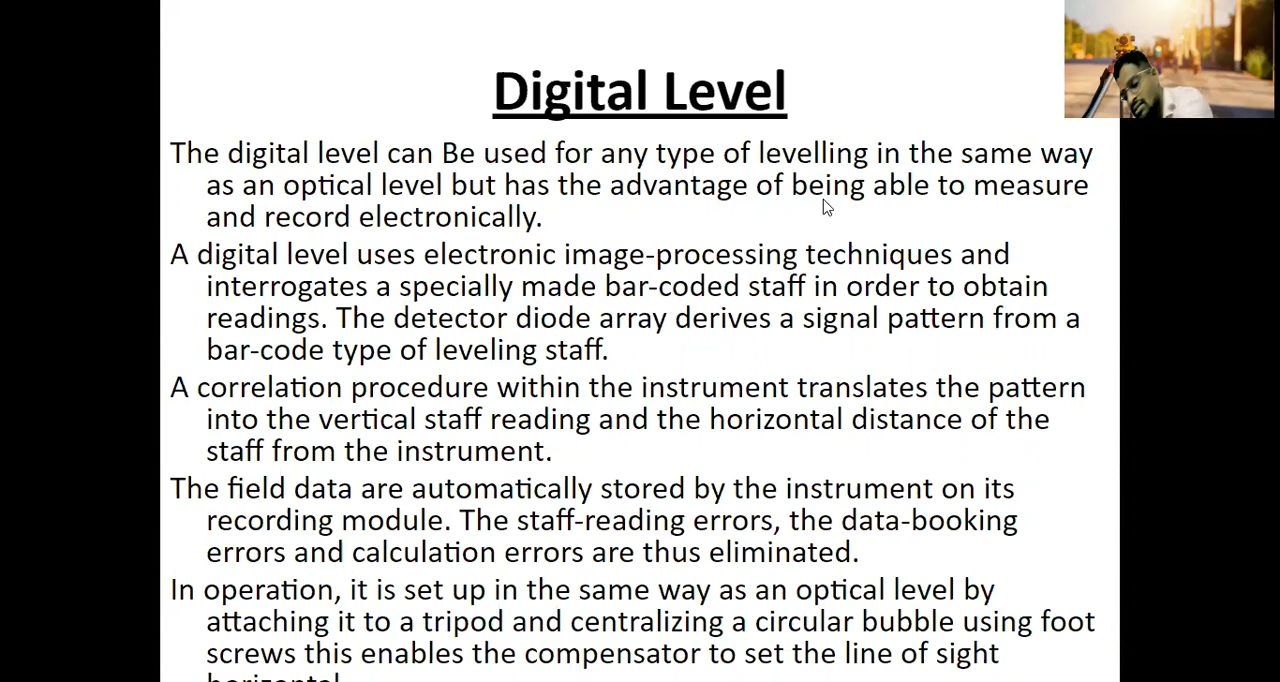 Digital Level
The digital level can Be used for any type of levelling in the same way
as an optical level but has the advantage of being able to measure
and record electronically.
A digital level uses electronic image-processing techniques and
interrogates a specially made bar-coded staff in order to obtain
readings. The detector diode array derives a signal pattern from a
bar-code type of leveling staff.
A correlation procedure within the instrument translates the pattern
into the vertical staff reading and the horizontal distance of the
staff from the instrument.
The field data are automatically stored by the instrument on its
recording module. The staff-reading errors, the data-booking
errors and calculation errors are thus eliminated.
In operation, it is set up in the same way as an optical level by
attaching it to a tripod and centralizing a circular bubble using foot
screws this enables the compensator to set the line of sight
horizontal.